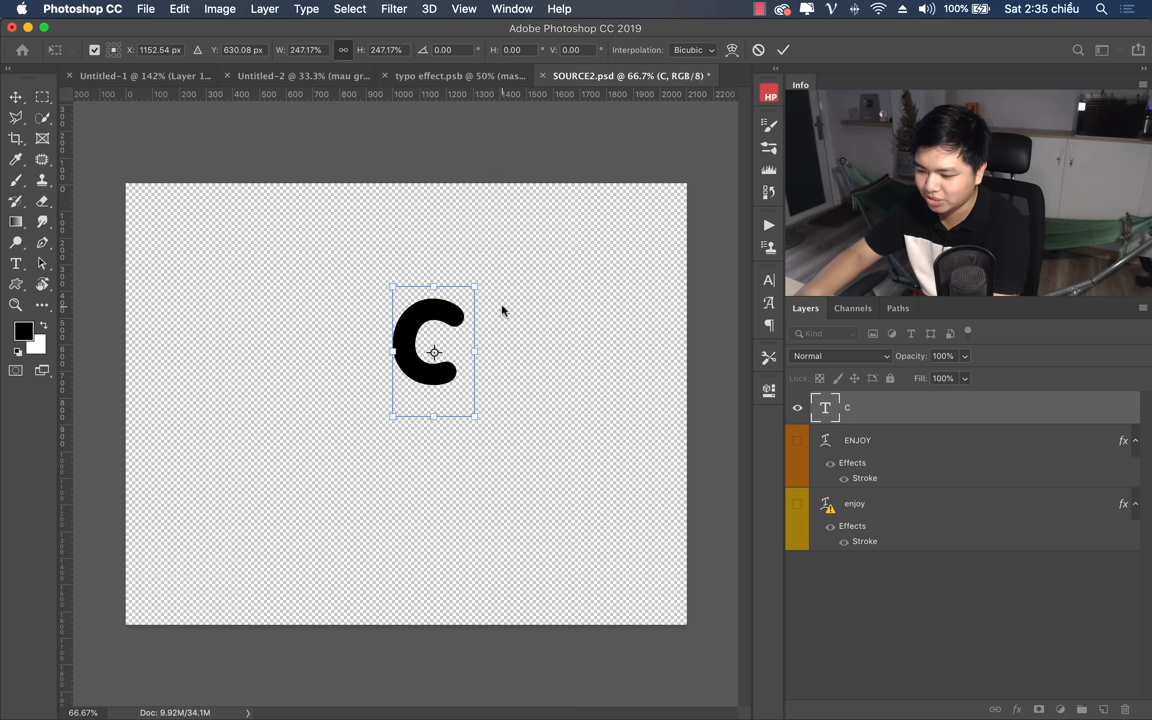 Photoshop CC File Edit Image Layer Type Select Filter 3D View Window Help 100% Sat 2:35 chiều
Adobe Photoshop CC 2019
X: 1152.54 px Y: 630.08 px W: 247.17% H: 247.17% 0.00 ° H: 0.00 ° V: 0.00 ° Interpolation: Bicubic
Untitled-1 @ 142% (Layer 1... Untitled-2 @ 33.3% (mau gr... typo effect.psb @ 50% (mas... SOURCE2.psd @ 66.7% (C, RGB/8) *
Info
HP
200 100 0 100 200 300 400 500 600 700 800 900 1000 1100 1200 1300 1400 1500 1600 1700 1800 1900 2000 2100 2200
C
Layers Channels Paths
Kind
Normal Opacity: 100%
Lock: Fill: 100%
C
ENJOY fx
Effects
Stroke
enjoy fx
Effects
Stroke
66.67% Doc: 9.92M/34.1M
fx